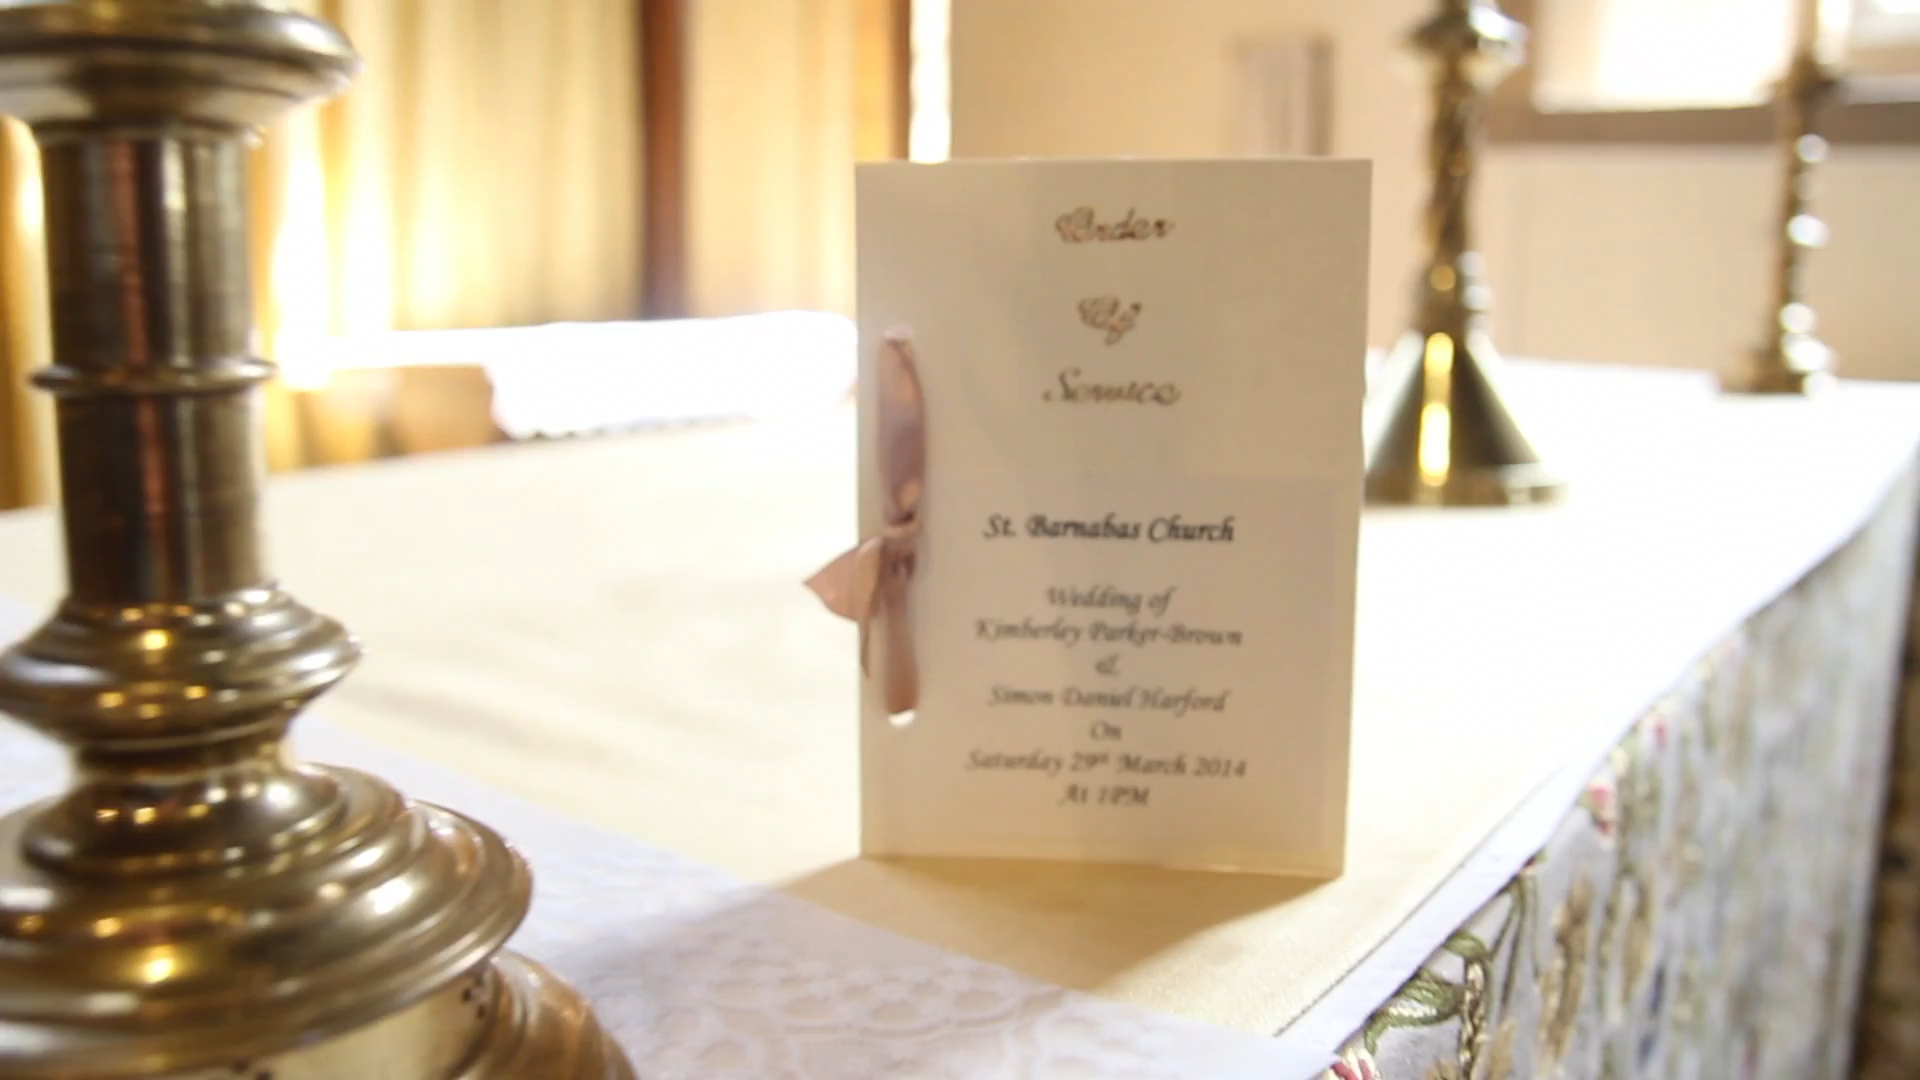 Order
Of
Service
St. Barnabas Church
Wedding of
Kymberley Parker-Brown
&
Simon Daniel Harford
On
Saturday 29th March 2014
At 1PM